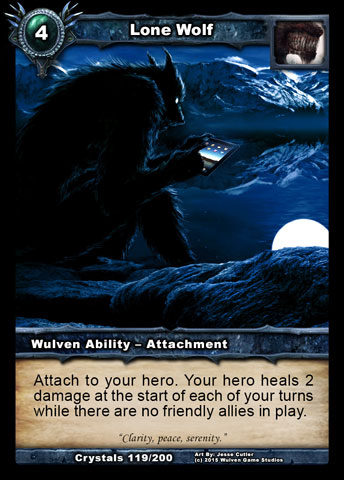 4
Lone Wolf
Wulven Ability – Attachment
Attach to your hero. Your hero heals 2
damage at the start of each of your turns
while there are no friendly allies in play.
"Clarity, peace, serenity."
Crystals 119/200
Art By: Jesse Cutler
(c) 2015 Wulven Game Studios